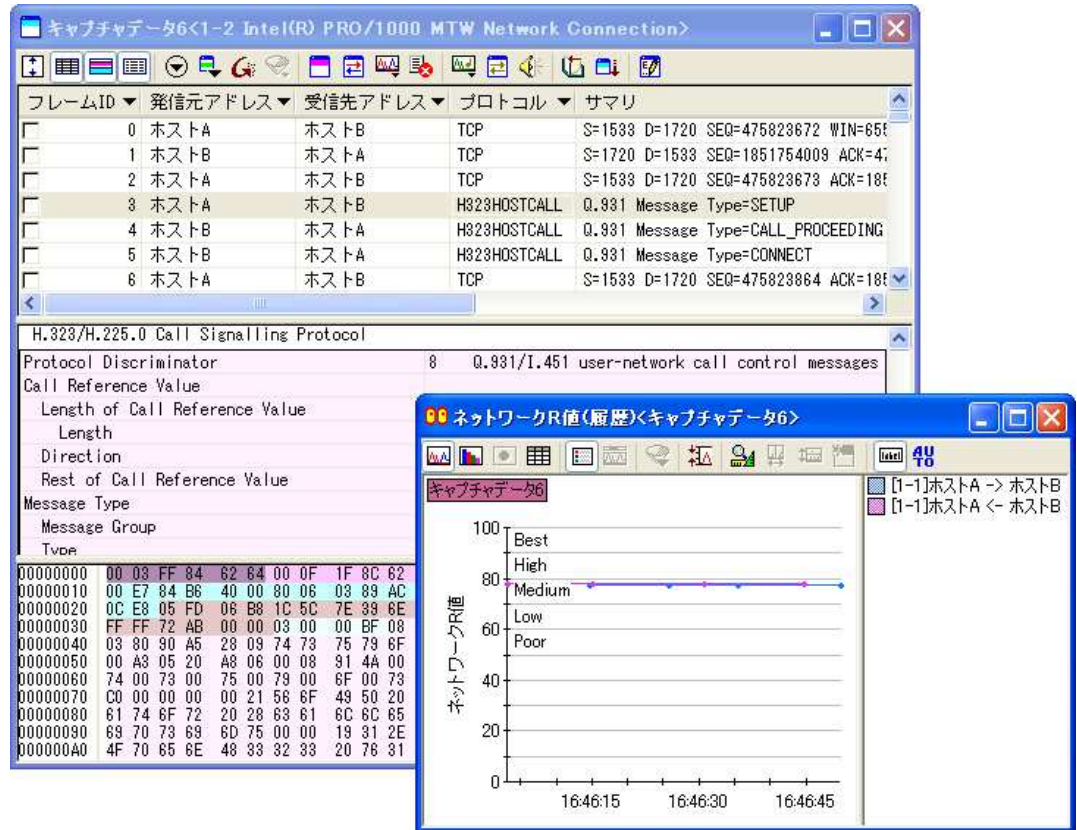 キャプチャデータ6<1-2 Intel(R) PRO/1000 MTW Network Connection>
フレームID ▼ 発信元アドレス▼ 受信先アドレス▼ プロトコル ▼ サマリ
0 ホストA ホストB TCP S=1533 D=1720 SEQ=475823672 WIN=655
1 ホストB ホストA TCP S=1720 D=1533 SEQ=1851754009 ACK=47
2 ホストA ホストB TCP S=1533 D=1720 SEQ=475823673 ACK=185
3 ホストA ホストB H323HOSTCALL Q.931 Message Type=SETUP
4 ホストB ホストA H323HOSTCALL Q.931 Message Type=CALL_PROCEEDING
5 ホストB ホストA H323HOSTCALL Q.931 Message Type=CONNECT
6 ホストA ホストB TCP S=1533 D=1720 SEQ=475823864 ACK=185
H.323/H.225.0 Call Signalling Protocol
Protocol Discriminator 8 Q.931/I.451 user-network call control messages
Call Reference Value
Length of Call Reference Value
Length
Direction
Rest of Call Reference Value
Message Type
Message Group
Type
00000000 00 03 FF 84 62 64 00 0F 1F 8C 62
00000010 00 E7 84 B6 40 00 80 06 03 89 AC
00000020 0C E8 05 FD 06 B8 1C 5C 7E 39 6E
00000030 FF FF 72 AB 00 00 03 00 00 BF 08
00000040 03 80 90 A5 28 09 74 73 75 79 6F
00000050 00 A3 05 20 A8 06 00 08 91 4A 00
00000060 74 00 73 00 75 00 79 00 6F 00 73
00000070 C0 00 00 00 00 21 56 6F 49 50 20
00000080 61 74 6F 72 20 28 63 61 6C 6C 65
00000090 69 70 73 69 6D 75 00 00 19 31 2E
000000A0 4F 70 65 6E 48 33 32 33 20 76 31
ネットワークR値(履歴)<キャプチャデータ6>
label AUTO
キャプチャデータ6
[1-1]ホストA -> ホストB
[1-1]ホストA <- ホストB
ネットワークR値
100
80
60
40
20
0
Best
High
Medium
Low
Poor
16:46:15 16:46:30 16:46:45